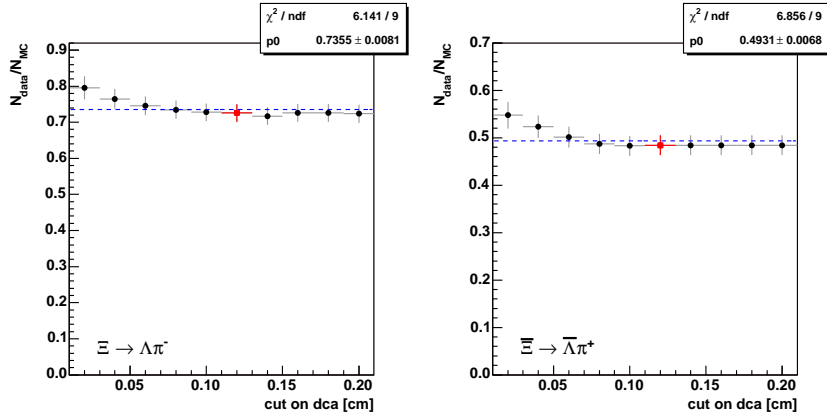 χ² / ndf 6.141 / 9
p0 0.7355 ± 0.0081
N_data/N_MC
0.9
0.8
0.7
0.6
0.5
0.4
0.3
0.2
0.1
0.0
Ξ → Λπ⁻
0.05 0.10 0.15 0.20
cut on dca [cm]
χ² / ndf 6.856 / 9
p0 0.4931 ± 0.0068
N_data/N_MC
0.7
0.6
0.5
0.4
0.3
0.2
0.1
0.0
Ξ̅ → Λ̅π⁺
0.05 0.10 0.15 0.20
cut on dca [cm]